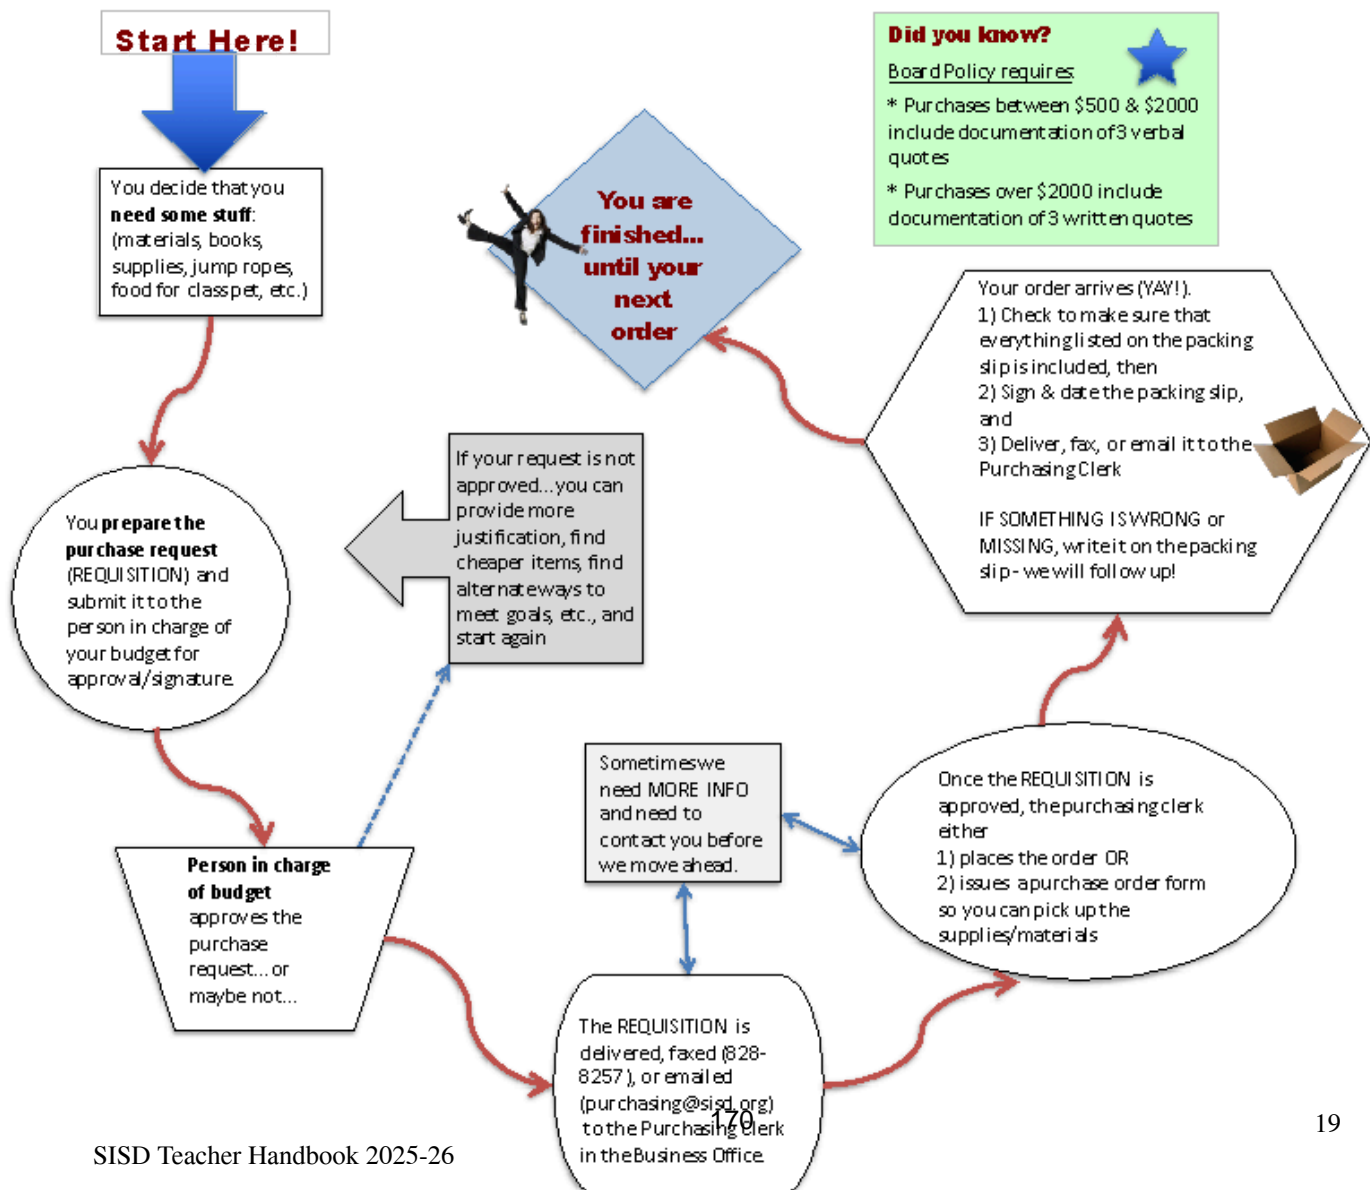 Start Here!
You decide that you
need some stuff:
(materials, books,
supplies, jump ropes,
food for class pet, etc.)
You prepare the
purchase request
(REQUISITION) and
submit it to the
person in charge of
your budget for
approval/signature.
Person in charge
of budget
approves the
purchase
request...or
maybe not...
If your request is not
approved...you can
provide more
justification, find
cheaper items, find
alternate ways to
meet goals, etc., and
start again
The REQUISITION is
delivered, faxed (828-
8257), or emailed
(purchasing@sisd.org)
to the Purchasing Clerk
in the Business Office.
Sometimes we
need MORE INFO
and need to
contact you before
we move ahead.
Once the REQUISITION is
approved, the purchasing clerk
either
1) places the order OR
2) issues a purchase order form
so you can pick up the
supplies/materials
Your order arrives (YAY!).
1) Check to make sure that
everything listed on the packing
slip is included, then
2) Sign & date the packing slip,
and
3) Deliver, fax, or email it to the
Purchasing Clerk
IF SOMETHING IS WRONG or
MISSING, write it on the packing
slip - we will follow up!
You are
finished...
until your
next
order
Did you know?
Board Policy requires
* Purchases between $500 & $2000
include documentation of 3 verbal
quotes
* Purchases over $2000 include
documentation of 3 written quotes
170
19
SISD Teacher Handbook 2025-26